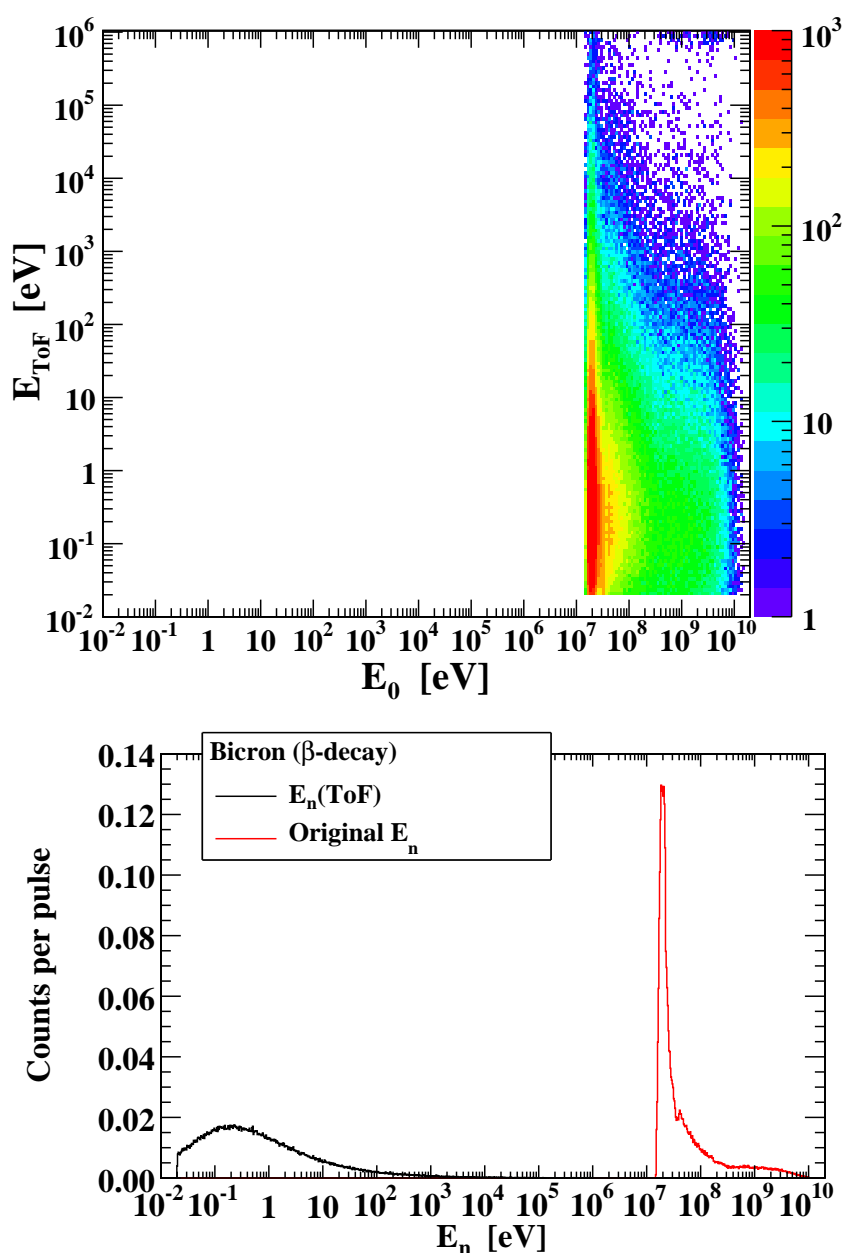 10^6
10^5
10^4
10^3
10^2
10
1
10^-1
10^-2
E_ToF [eV]
10^-2 10^-1 1 10 10^2 10^3 10^4 10^5 10^6 10^7 10^8 10^9 10^10
E_0 [eV]
10^3
10^2
10
1
0.14
0.12
0.10
0.08
0.06
0.04
0.02
0.00
Counts per pulse
Bicron (β-decay)
E_n(ToF)
Original E_n
10^-2 10^-1 1 10 10^2 10^3 10^4 10^5 10^6 10^7 10^8 10^9 10^10
E_n [eV]